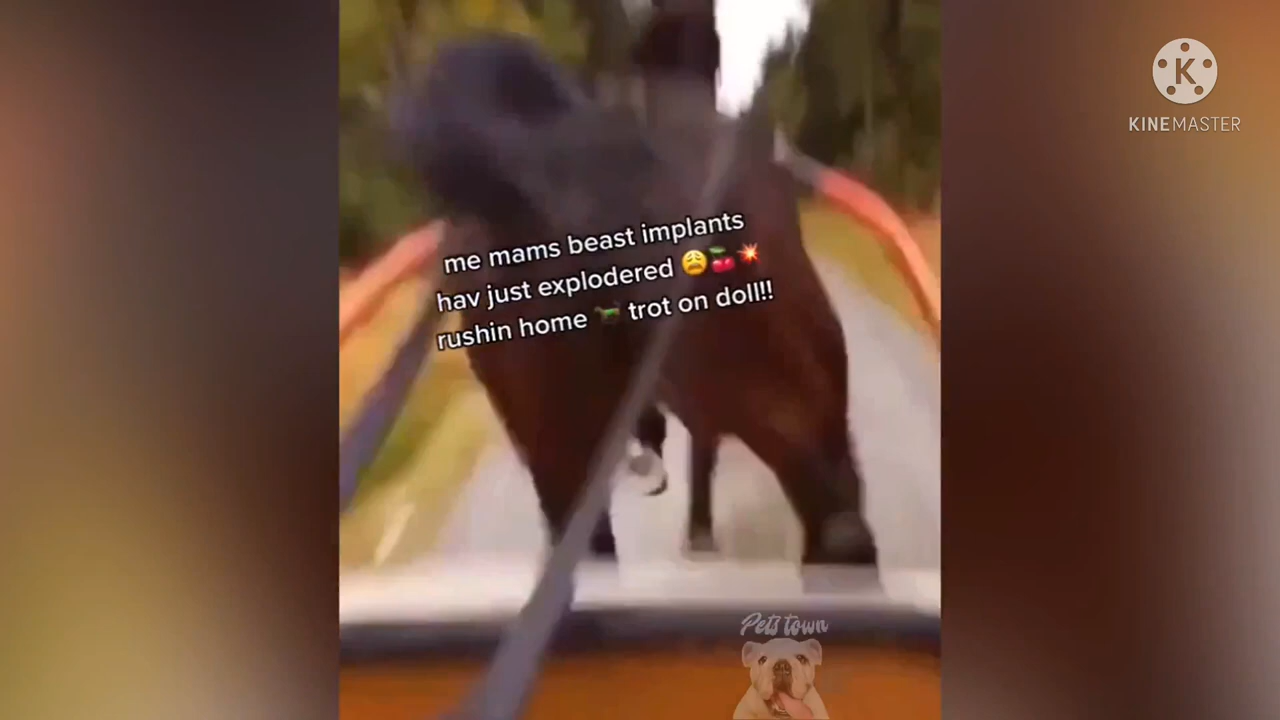 KINEMASTER
me mams beast implants
hav just explodered 😩🍒💥
rushin home 🐎 trot on doll!!
Pets town